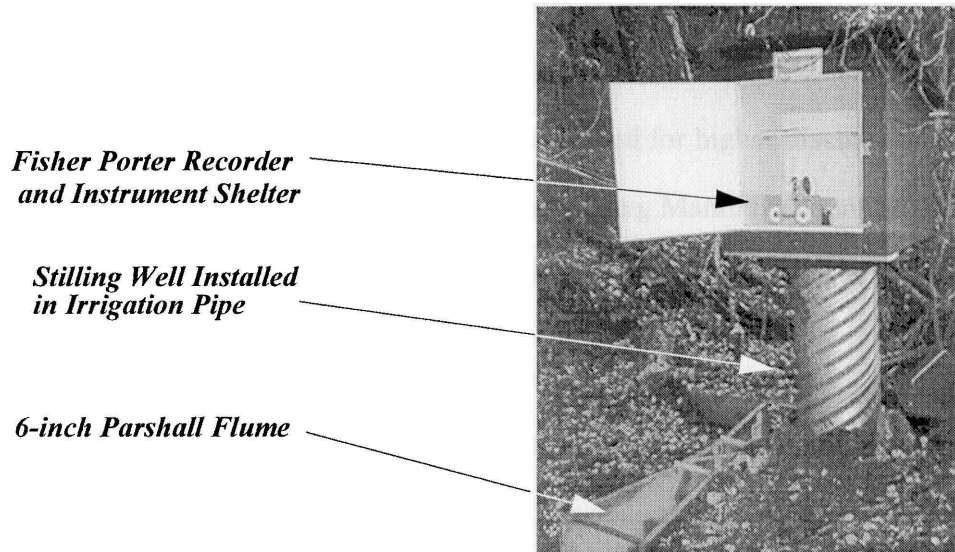 Fisher Porter Recorder
and Instrument Shelter
Stilling Well Installed
in Irrigation Pipe
6-inch Parshall Flume